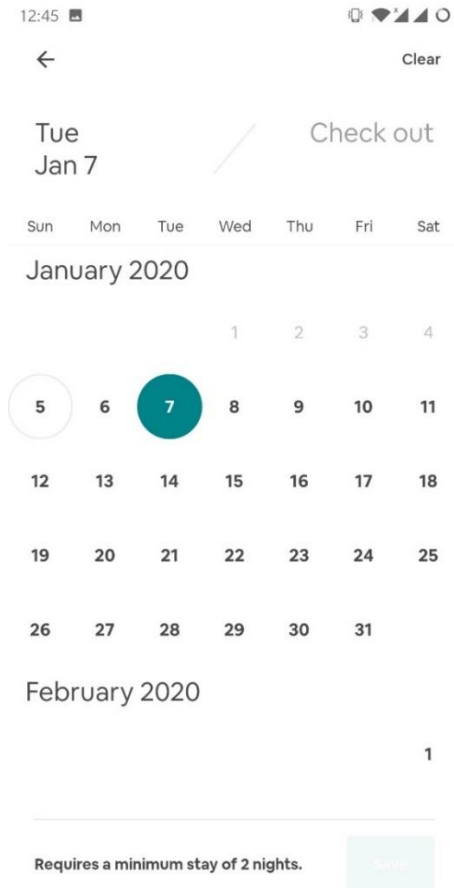 12:45
Clear
Tue
Jan 7
Check out
Sun Mon Tue Wed Thu Fri Sat
January 2020
1 2 3 4
5 6 7 8 9 10 11
12 13 14 15 16 17 18
19 20 21 22 23 24 25
26 27 28 29 30 31
February 2020
1
Requires a minimum stay of 2 nights.
Save